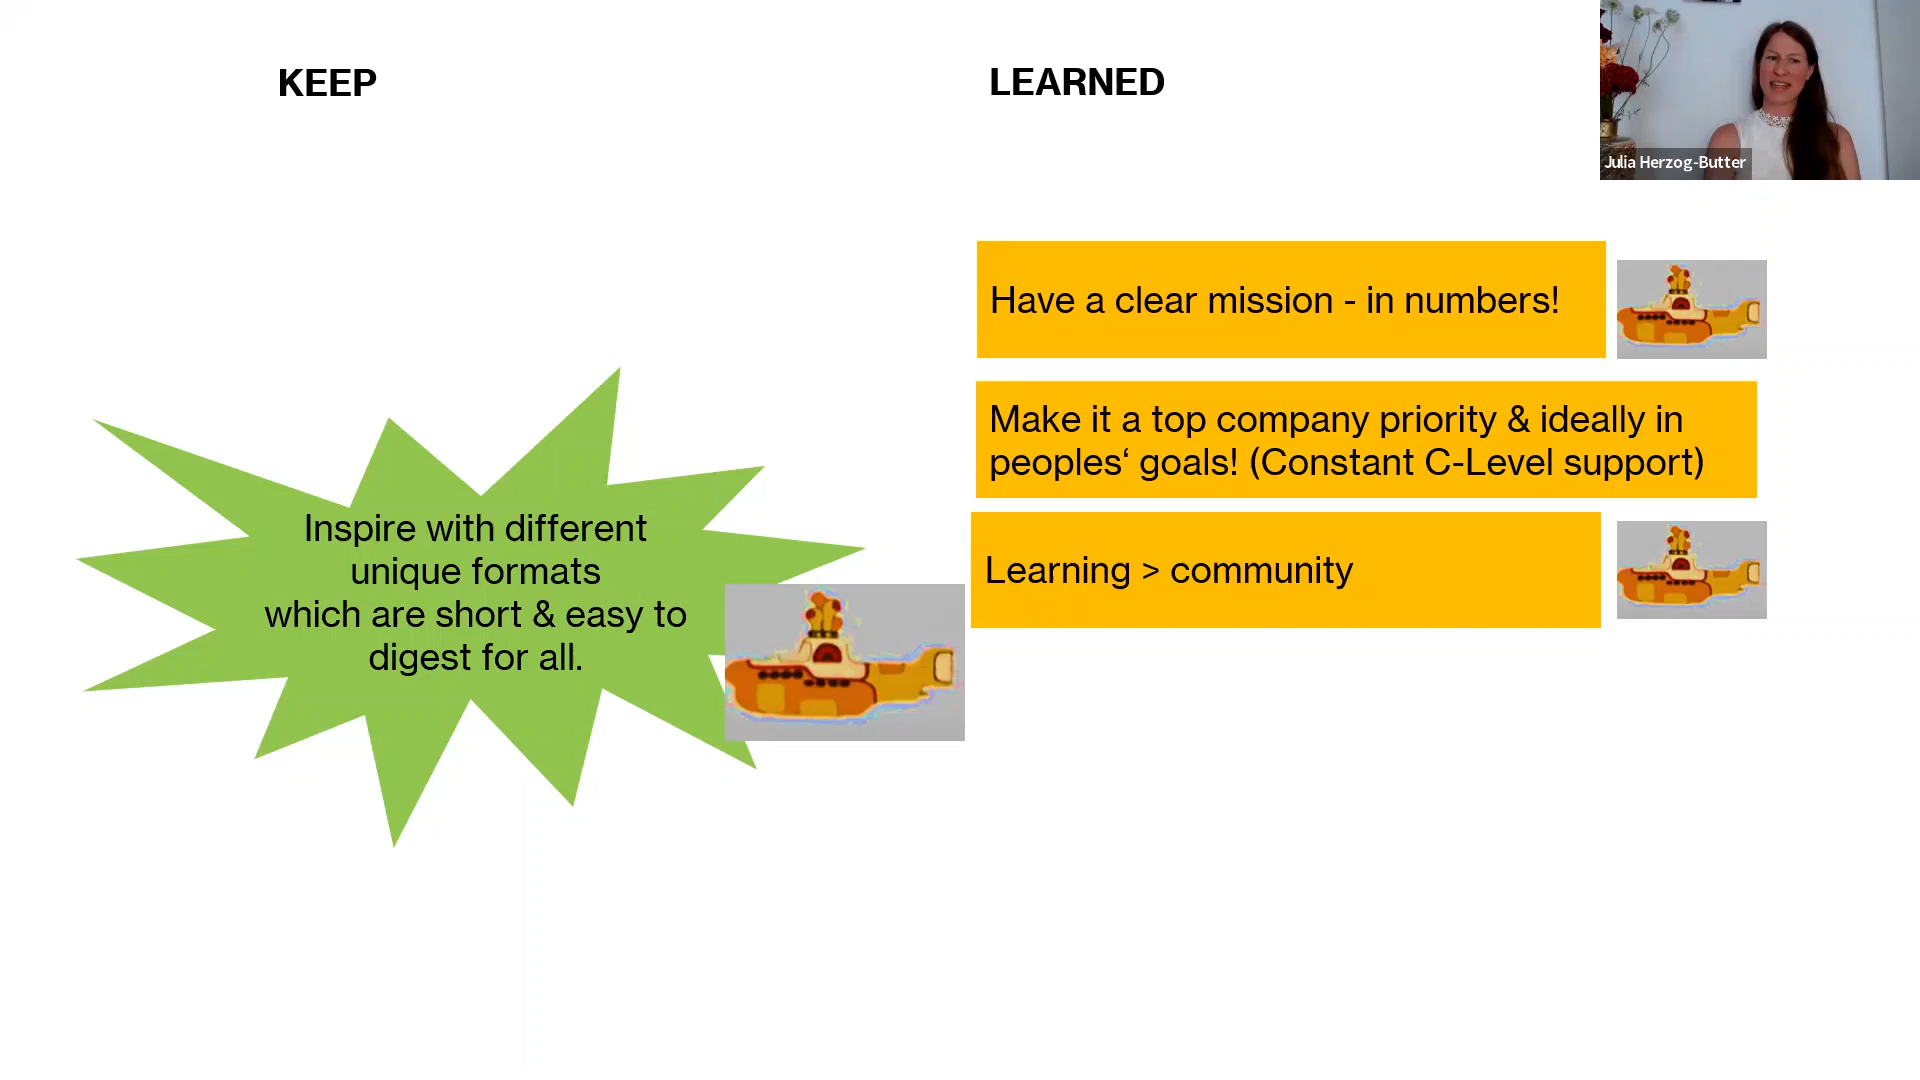 KEEP
LEARNED
Julia Herzog-Butter
Have a clear mission - in numbers!
Make it a top company priority & ideally in
peoples‘ goals! (Constant C-Level support)
Learning > community
Inspire with different
unique formats
which are short & easy to
digest for all.